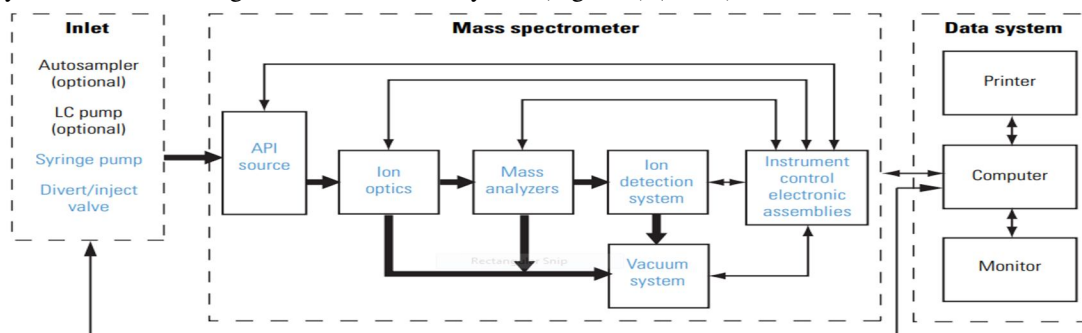 Inlet
Autosampler
(optional)
LC pump
(optional)
Syringe pump
Divert/inject
valve
Mass spectrometer
API
source
Ion
optics
Mass
analyzers
Ion
detection
system
Instrument
control
electronic
assemblies
Vacuum
system
Data system
Printer
Computer
Monitor